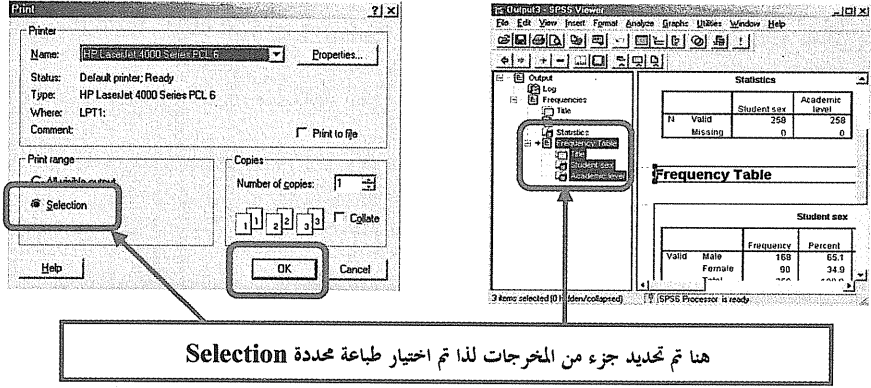 Print
Printer
Name: HP LaserJet 4000 Series PCL 6
Properties...
Status: Default printer; Ready
Type: HP LaserJet 4000 Series PCL 6
Where: LPT1:
Comment:
Print to file
Print range
All visible output
Selection
Copies
Number of copies: 1
1 1 2 2 3 3
Collate
Help
OK
Cancel
Output3 - SPSS Viewer
File Edit View Insert Format Analyze Graphs Utilities Window Help
Output
Log
Frequencies
Title
Statistics
Frequency Table
Title
Student sex
Academic
Statistics
Student sex Academic level
N Valid 258 258
Missing 0 0
Frequency Table
Student sex
Frequency Percent
Valid Male 168 65.1
Female 90 34.9
3 items selected (0 hidden/collapsed)
SPSS Processor is ready
هنا تم تحديد جزء من المخرجات لذا تم اختيار طباعة محددة Selection